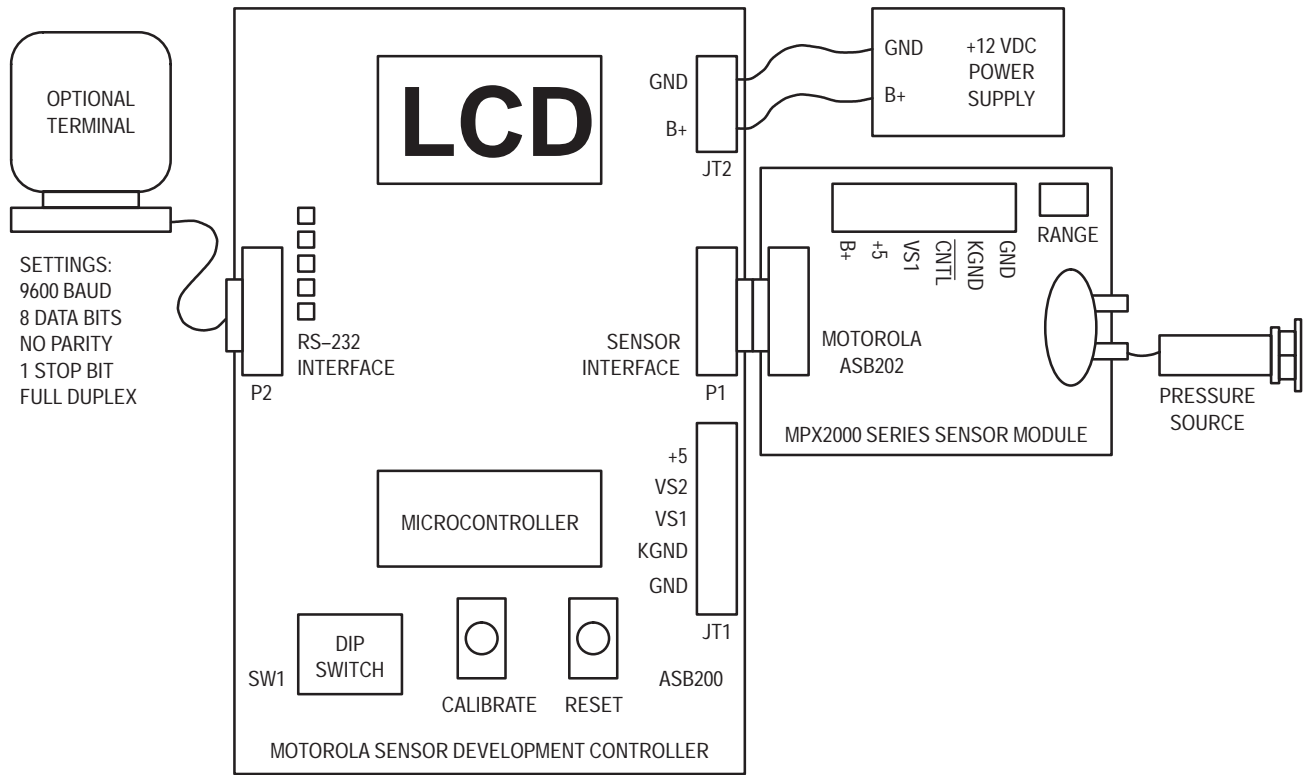 OPTIONAL
TERMINAL
SETTINGS:
9600 BAUD
8 DATA BITS
NO PARITY
1 STOP BIT
FULL DUPLEX
LCD
GND
B+
JT2
GND
B+
+12 VDC
POWER
SUPPLY
RS–232
INTERFACE
P2
SENSOR
INTERFACE
P1
B+
+5
VS1
CNTL
KGND
GND
RANGE
MOTOROLA
ASB202
MPX2000 SERIES SENSOR MODULE
PRESSURE
SOURCE
MICROCONTROLLER
+5
VS2
VS1
KGND
GND
JT1
SW1
DIP
SWITCH
CALIBRATE
RESET
ASB200
MOTOROLA SENSOR DEVELOPMENT CONTROLLER